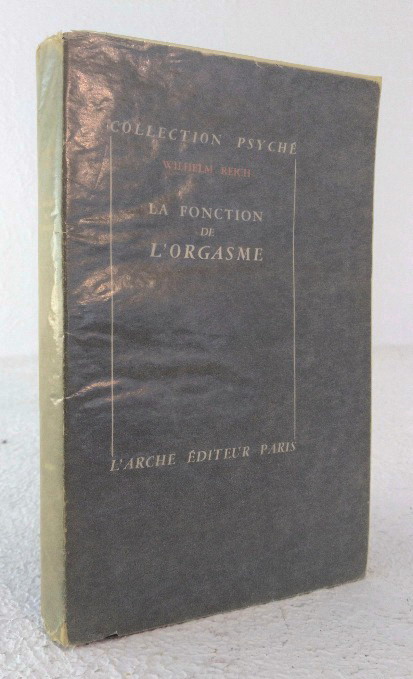 COLLECTION PSYCHÉ
WILHELM REICH
LA FONCTION
DE
L'ORGASME
L'ARCHE ÉDITEUR PARIS